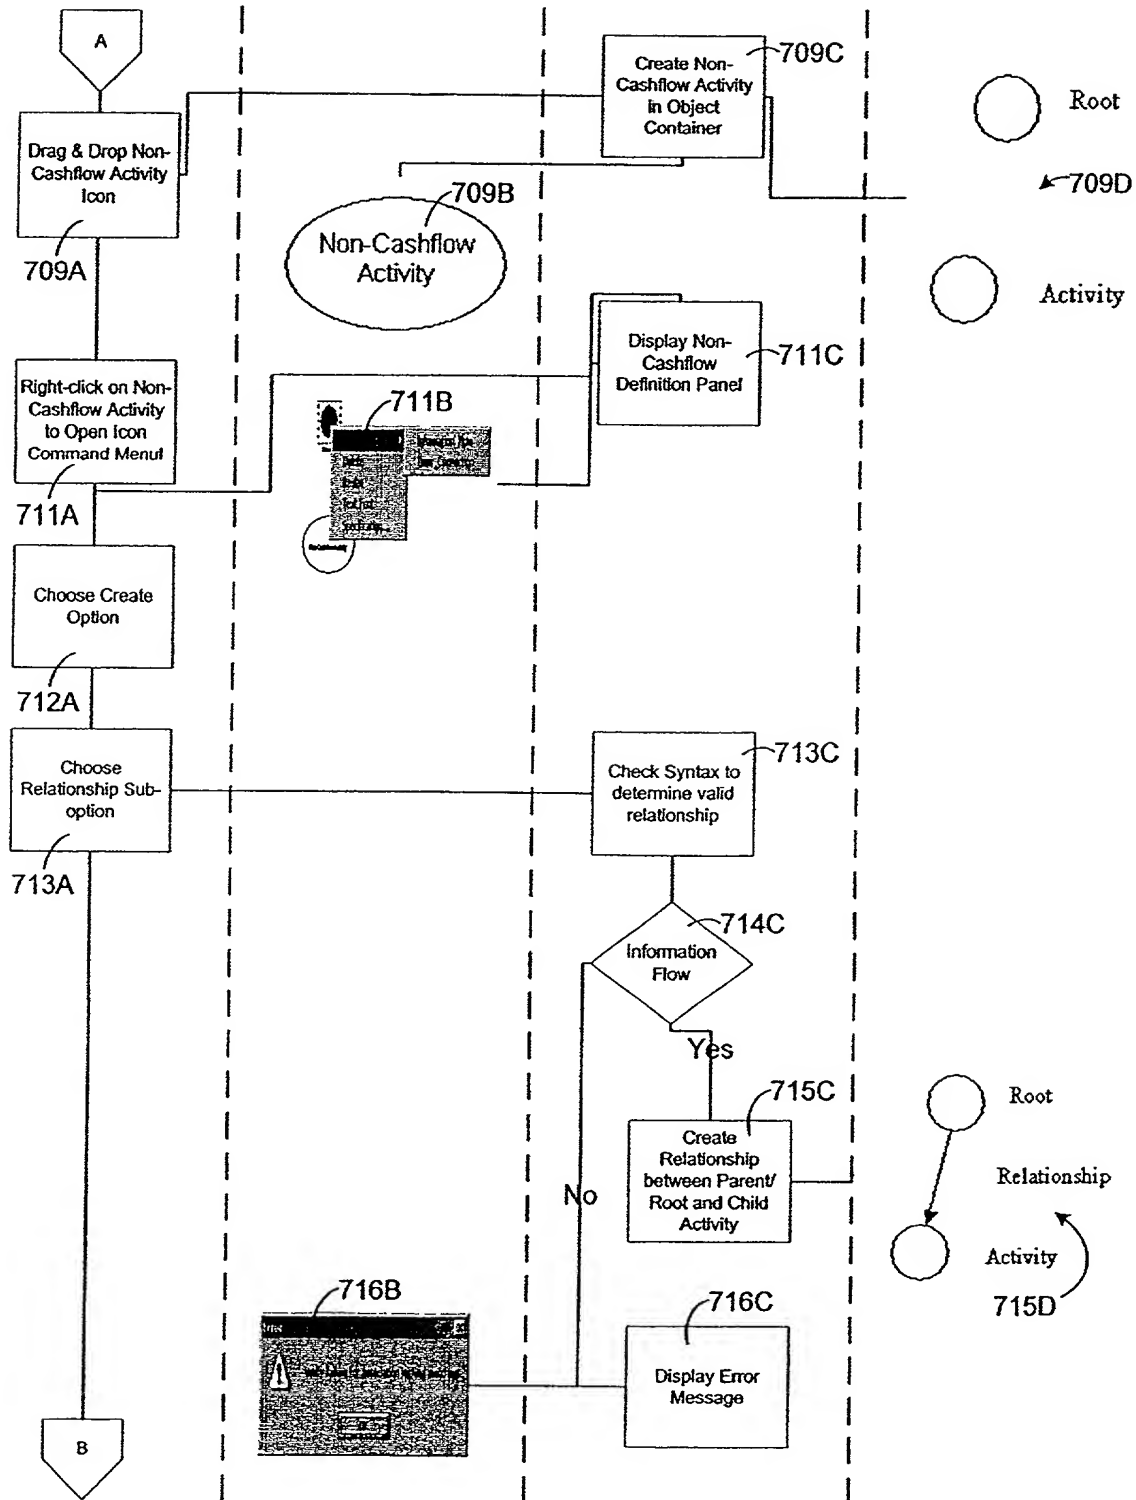 A
Create Non-
Cashflow Activity
In Object
Container
709C
Root
Drag & Drop Non-
Cashflow Activity
Icon
709A
709B
Non-Cashflow
Activity
709D
Activity
Display Non-
Cashflow
Definition Panel
711C
Right-click on Non-
Cashflow Activity
to Open Icon
Command Menu!
711A
711B
Choose Create
Option
712A
Choose
Relationship Sub-
option
713A
Check Syntax to
determine valid
relationship
713C
Information
Flow
714C
Yes
No
715C
Create
Relationship
between Parent/
Root and Child
Activity
Root
Relationship
Activity
715D
716B
716C
Display Error
Message
B